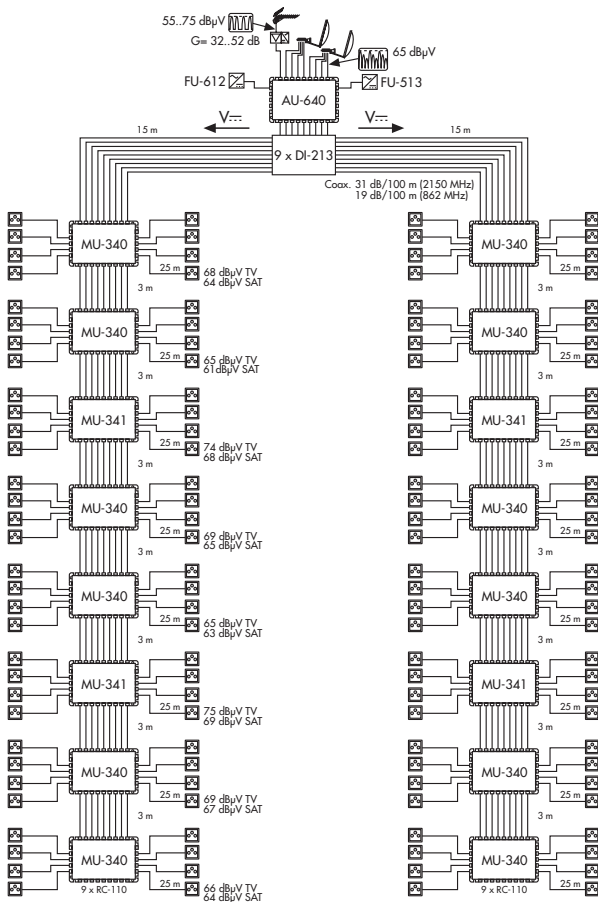 55..75 dBµV
G= 32..52 dB
65 dBµV
FU-612
FU-513
AU-640
V
V
15 m
15 m
9 x DI-213
Coax. 31 dB/100 m (2150 MHz)
19 dB/100 m (862 MHz)
MU-340
25 m
68 dBµV TV
64 dBµV SAT
3 m
MU-340
25 m
3 m
MU-340
25 m
65 dBµV TV
61dBµV SAT
3 m
MU-340
25 m
3 m
MU-341
25 m
74 dBµV TV
68 dBµV SAT
3 m
MU-341
25 m
3 m
MU-340
25 m
69 dBµV TV
65 dBµV SAT
3 m
MU-340
25 m
3 m
MU-340
25 m
65 dBµV TV
63 dBµV SAT
3 m
MU-340
25 m
3 m
MU-341
25 m
75 dBµV TV
69 dBµV SAT
3 m
MU-341
25 m
3 m
MU-340
25 m
69 dBµV TV
67 dBµV SAT
3 m
MU-340
25 m
3 m
MU-340
25 m
9 x RC-110
66 dBµV TV
64 dBµV SAT
MU-340
25 m
9 x RC-110